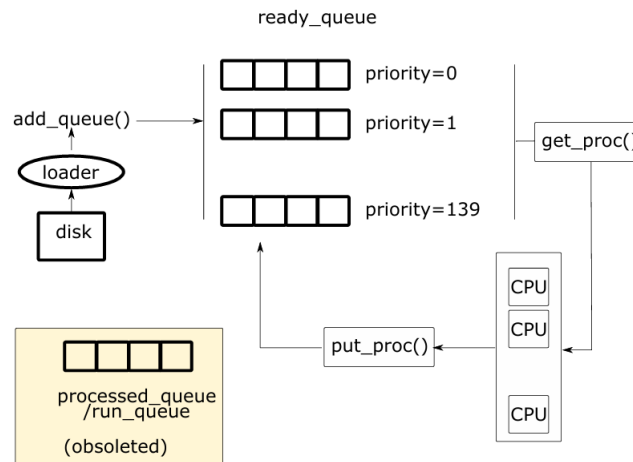 ready_queue
priority=0
add_queue()
priority=1
get_proc()
loader
priority=139
disk
CPU
CPU
put_proc()
CPU
processed_queue
/run_queue
(obsoleted)